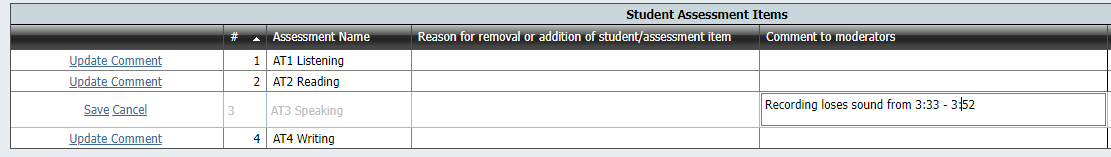 Student Assessment Items
# Assessment Name Reason for removal or addition of student/assessment item Comment to moderators
Update Comment 1 AT1 Listening
Update Comment 2 AT2 Reading
Save Cancel 3 AT3 Speaking Recording loses sound from 3:33 - 3:52
Update Comment 4 AT4 Writing